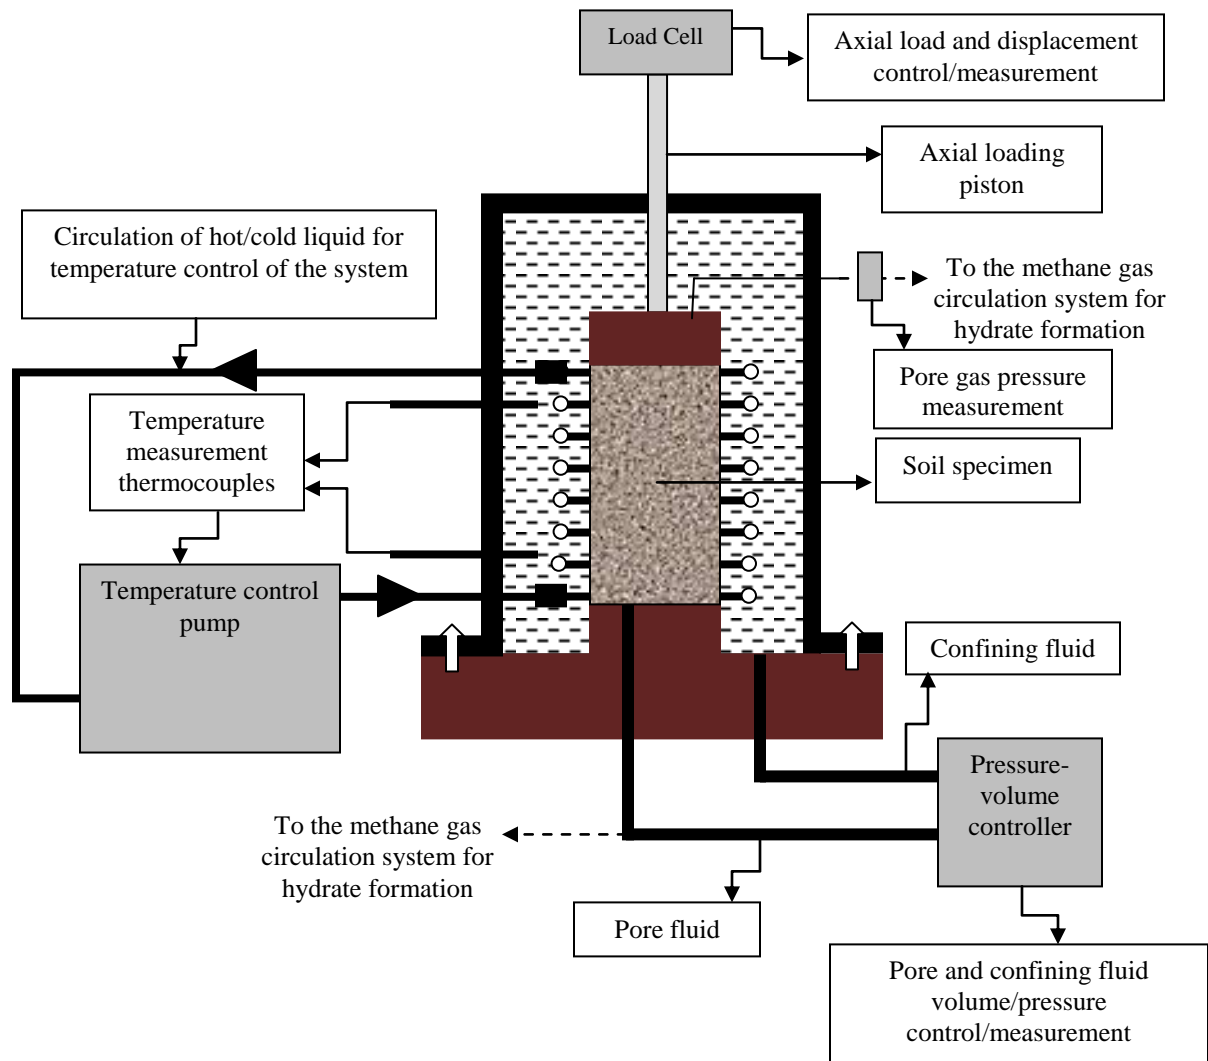 Load Cell
Axial load and displacement
control/measurement
Axial loading
piston
Circulation of hot/cold liquid for
temperature control of the system
To the methane gas
circulation system for
hydrate formation
Pore gas pressure
measurement
Temperature
measurement
thermocouples
Soil specimen
Temperature control
pump
Confining fluid
Pressure-
volume
controller
To the methane gas
circulation system for
hydrate formation
Pore fluid
Pore and confining fluid
volume/pressure
control/measurement